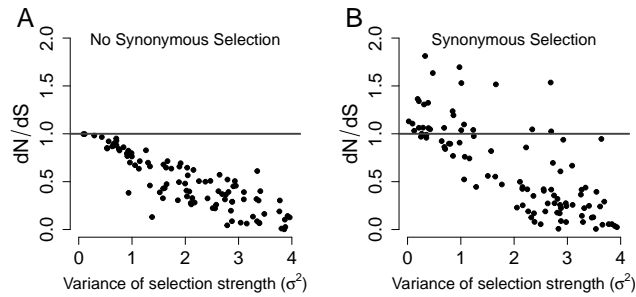 A
No Synonymous Selection
dN/dS
2.0
1.5
1.0
0.5
0.0
0 1 2 3 4
Variance of selection strength (σ²)
B
Synonymous Selection
dN/dS
2.0
1.5
1.0
0.5
0.0
0 1 2 3 4
Variance of selection strength (σ²)